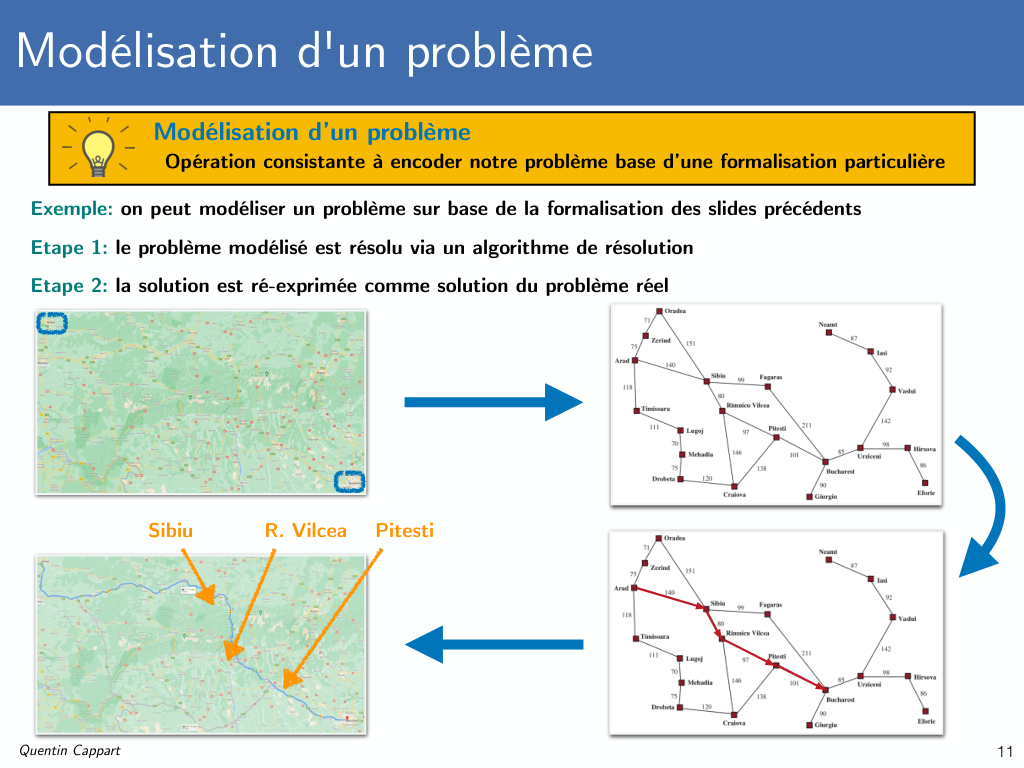 Modélisation d'un problème
Modélisation d'un problème
Opération consistante à encoder notre problème base d'une formalisation particulière
Exemple: on peut modéliser un problème sur base de la formalisation des slides précédents
Etape 1: le problème modélisé est résolu via un algorithme de résolution
Etape 2: la solution est ré-exprimée comme solution du problème réel
Oradea
Neamt
71
87
Zerind
151
Iasi
75
Arad
140
92
Sibiu
Fagaras
99
118
80
Vaslui
Timisoara
Rimnicu Vilcea
111
Lugoj
97
Pitesti
211
142
70
98
Hirsova
Mehadia
146
101
85
Urziceni
75
138
86
Bucharest
Drobeta
120
90
Craiova
Giurgiu
Eforie
Sibiu
R. Vilcea
Pitesti
Oradea
Neamt
71
87
Zerind
151
Iasi
75
Arad
140
92
Sibiu
Fagaras
99
118
80
Vaslui
Timisoara
Rimnicu Vilcea
111
Lugoj
97
Pitesti
211
142
70
98
Hirsova
Mehadia
146
101
85
Urziceni
75
138
86
Bucharest
Drobeta
120
90
Craiova
Giurgiu
Eforie
Quentin Cappart
11